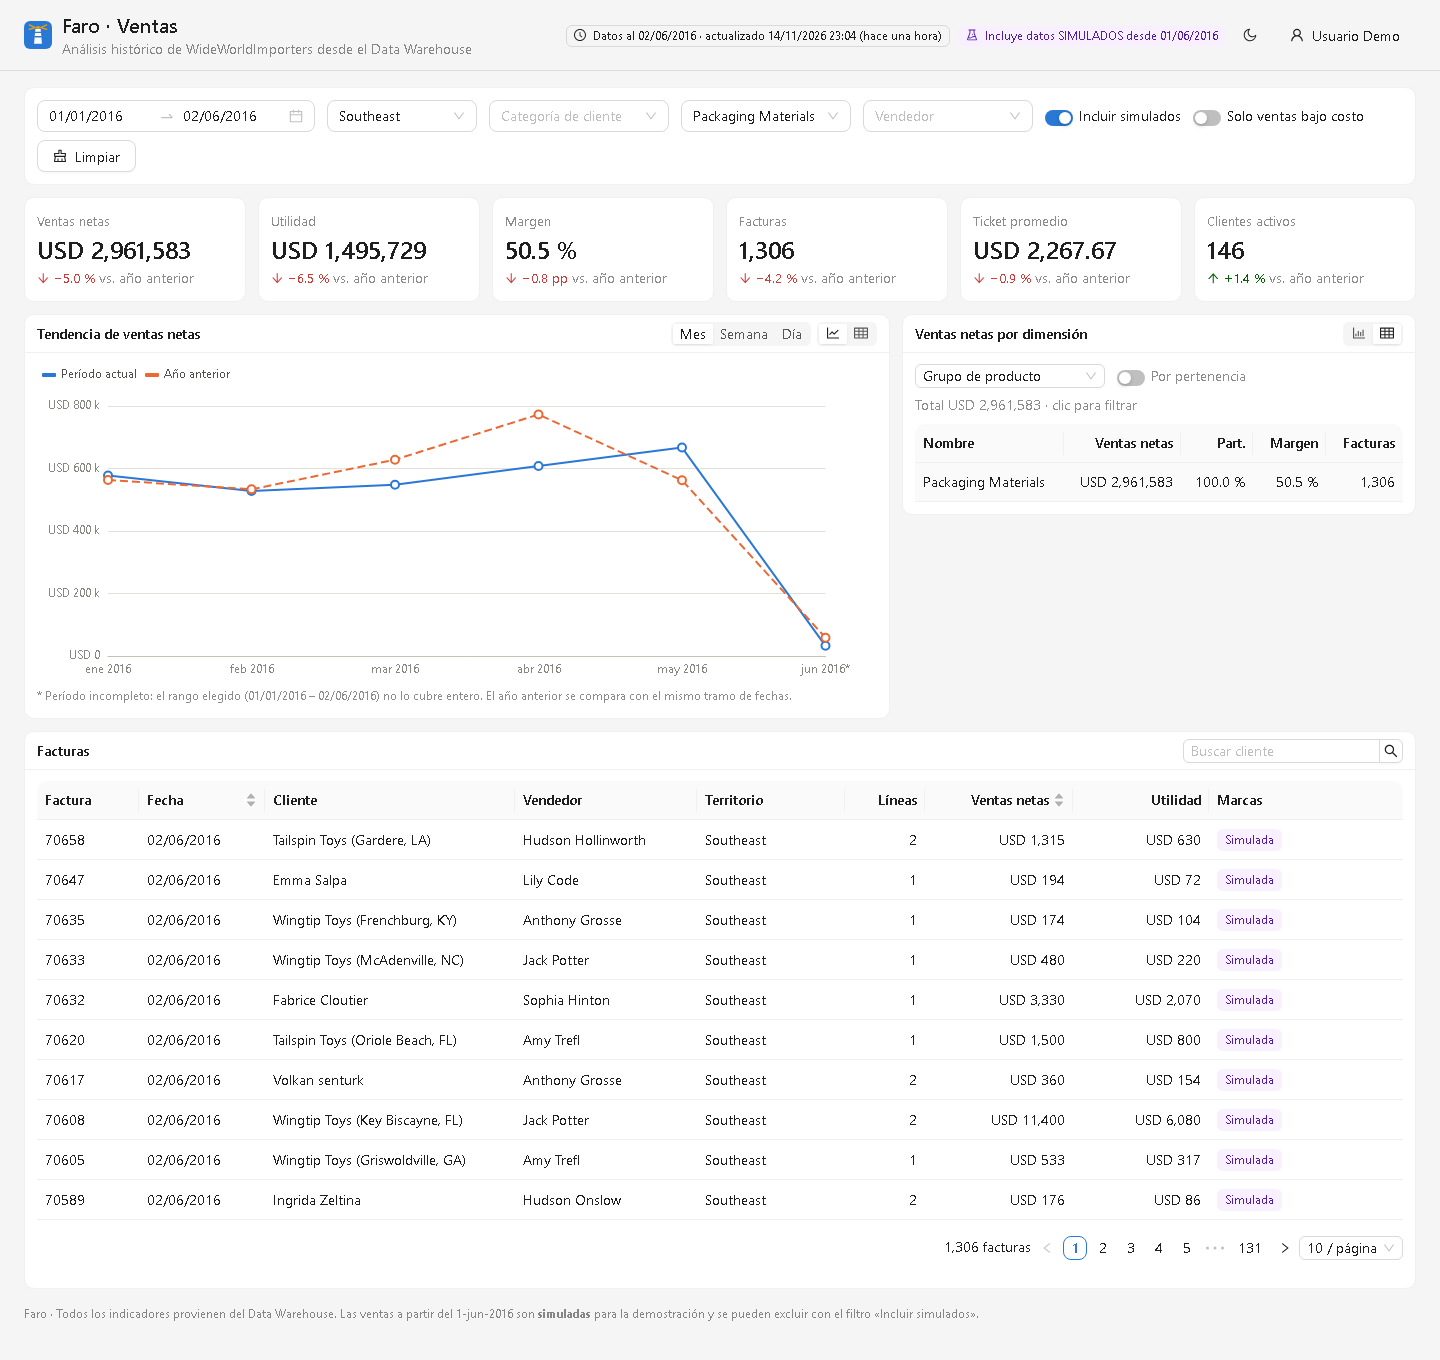 Faro · Ventas
Análisis histórico de WideWorldImporters desde el Data Warehouse
Datos al 02/06/2016 · actualizado 14/11/2026 23:04 (hace una hora)
Incluye datos SIMULADOS desde 01/06/2016
Usuario Demo
01/01/2016 → 02/06/2016
Southeast
Categoría de cliente
Packaging Materials
Vendedor
Incluir simulados
Solo ventas bajo costo
Limpiar
Ventas netas
USD 2,961,583
↓ −5.0 % vs. año anterior
Utilidad
USD 1,495,729
↓ −6.5 % vs. año anterior
Margen
50.5 %
↓ −0.8 pp vs. año anterior
Facturas
1,306
↓ −4.2 % vs. año anterior
Ticket promedio
USD 2,267.67
↓ −0.9 % vs. año anterior
Clientes activos
146
↑ +1.4 % vs. año anterior
Tendencia de ventas netas
Mes Semana Día
Período actual Año anterior
USD 800 k
USD 600 k
USD 400 k
USD 200 k
USD 0
ene 2016 feb 2016 mar 2016 abr 2016 may 2016 jun 2016*
* Período incompleto: el rango elegido (01/01/2016 – 02/06/2016) no lo cubre entero. El año anterior se compara con el mismo tramo de fechas.
Ventas netas por dimensión
Grupo de producto
Por pertenencia
Total USD 2,961,583 · clic para filtrar
Nombre Ventas netas Part. Margen Facturas
Packaging Materials USD 2,961,583 100.0 % 50.5 % 1,306
Facturas
Buscar cliente
Factura Fecha Cliente Vendedor Territorio Líneas Ventas netas Utilidad Marcas
70658 02/06/2016 Tailspin Toys (Gardere, LA) Hudson Hollinworth Southeast 2 USD 1,315 USD 630 Simulada
70647 02/06/2016 Emma Salpa Lily Code Southeast 1 USD 194 USD 72 Simulada
70635 02/06/2016 Wingtip Toys (Frenchburg, KY) Anthony Grosse Southeast 1 USD 174 USD 104 Simulada
70633 02/06/2016 Wingtip Toys (McAdenville, NC) Jack Potter Southeast 1 USD 480 USD 220 Simulada
70632 02/06/2016 Fabrice Cloutier Sophia Hinton Southeast 1 USD 3,330 USD 2,070 Simulada
70620 02/06/2016 Tailspin Toys (Oriole Beach, FL) Amy Trefl Southeast 1 USD 1,500 USD 800 Simulada
70617 02/06/2016 Volkan senturk Anthony Grosse Southeast 2 USD 360 USD 154 Simulada
70608 02/06/2016 Wingtip Toys (Key Biscayne, FL) Jack Potter Southeast 2 USD 11,400 USD 6,080 Simulada
70605 02/06/2016 Wingtip Toys (Griswoldville, GA) Amy Trefl Southeast 1 USD 533 USD 317 Simulada
70589 02/06/2016 Ingrida Zeltina Hudson Onslow Southeast 2 USD 176 USD 86 Simulada
1,306 facturas < 1 2 3 4 5 ••• 131 > 10 / página
Faro · Todos los indicadores provienen del Data Warehouse. Las ventas a partir del 1-jun-2016 son simuladas para la demostración y se pueden excluir con el filtro «Incluir simulados».